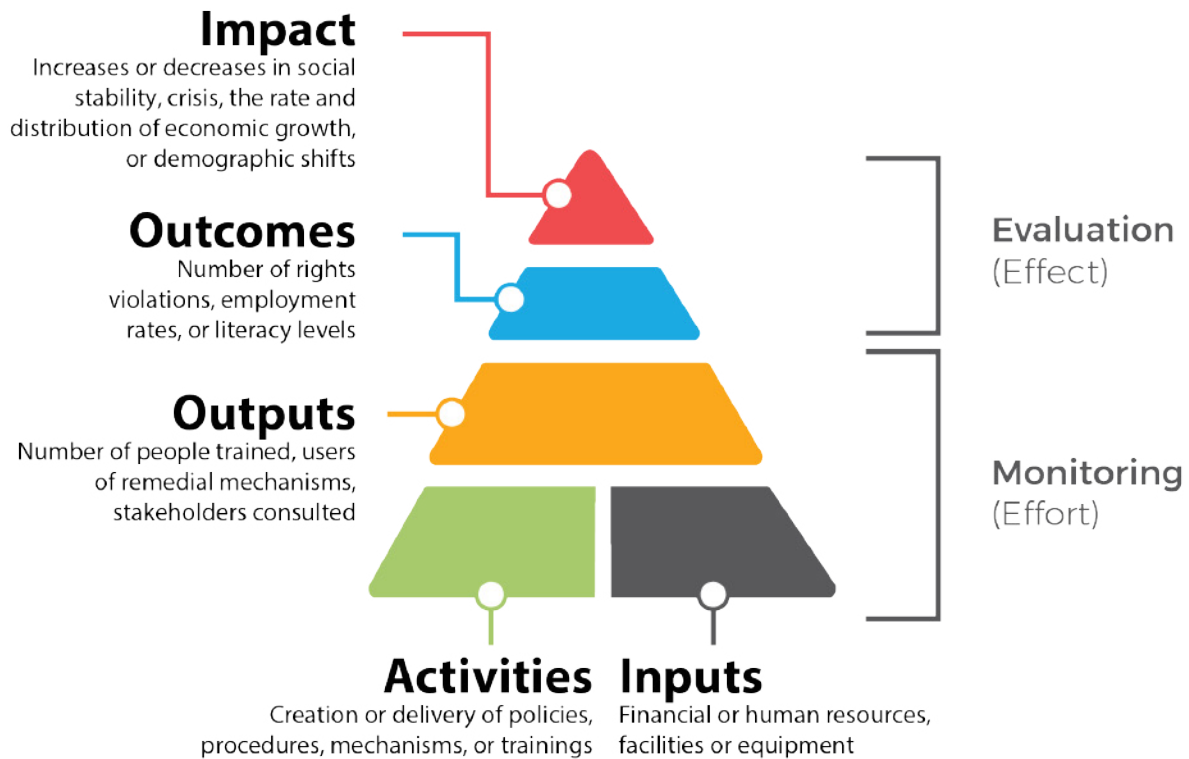 Impact
Increases or decreases in social
stability, crisis, the rate and
distribution of economic growth,
or demographic shifts
Outcomes
Number of rights
violations, employment
rates, or literacy levels
Outputs
Number of people trained, users
of remedial mechanisms,
stakeholders consulted
Activities
Creation or delivery of policies,
procedures, mechanisms, or trainings
Inputs
Financial or human resources,
facilities or equipment
Evaluation
(Effect)
Monitoring
(Effort)